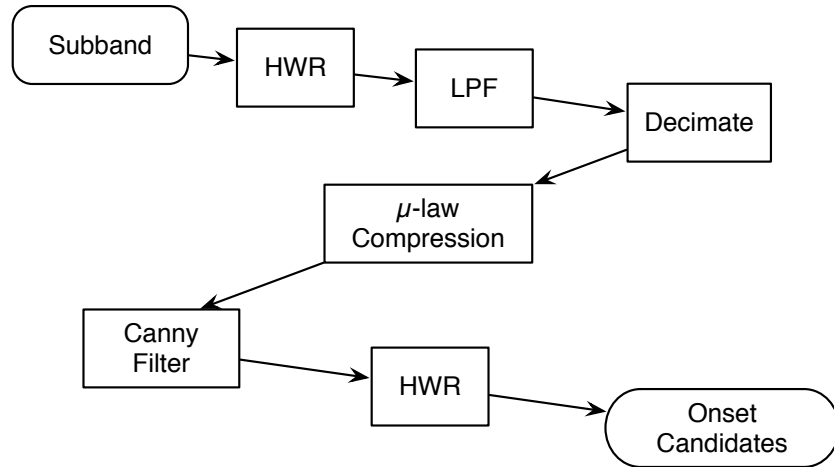 Subband
HWR
LPF
Decimate
µ-law
Compression
Canny
Filter
HWR
Onset
Candidates